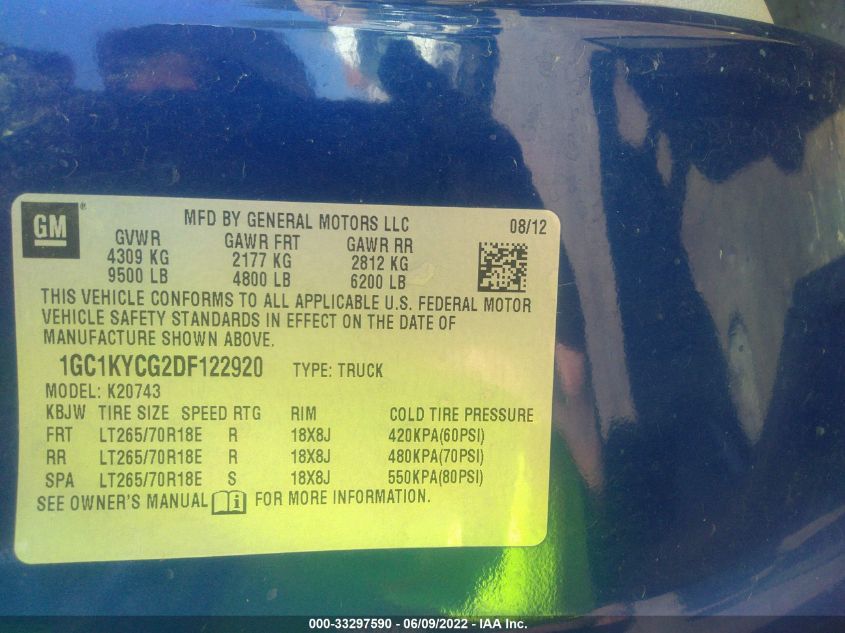 GM ®
MFD BY GENERAL MOTORS LLC 08/12
GVWR GAWR FRT GAWR RR
4309 KG 2177 KG 2812 KG
9500 LB 4800 LB 6200 LB
THIS VEHICLE CONFORMS TO ALL APPLICABLE U.S. FEDERAL MOTOR
VEHICLE SAFETY STANDARDS IN EFFECT ON THE DATE OF
MANUFACTURE SHOWN ABOVE.
1GC1KYCG2DF122920 TYPE: TRUCK
MODEL: K20743
KBJW TIRE SIZE SPEED RTG RIM COLD TIRE PRESSURE
FRT LT265/70R18E R 18X8J 420KPA(60PSI)
RR LT265/70R18E R 18X8J 480KPA(70PSI)
SPA LT265/70R18E S 18X8J 550KPA(80PSI)
SEE OWNER'S MANUAL i FOR MORE INFORMATION.
000-33297590 - 06/09/2022 - IAA Inc.